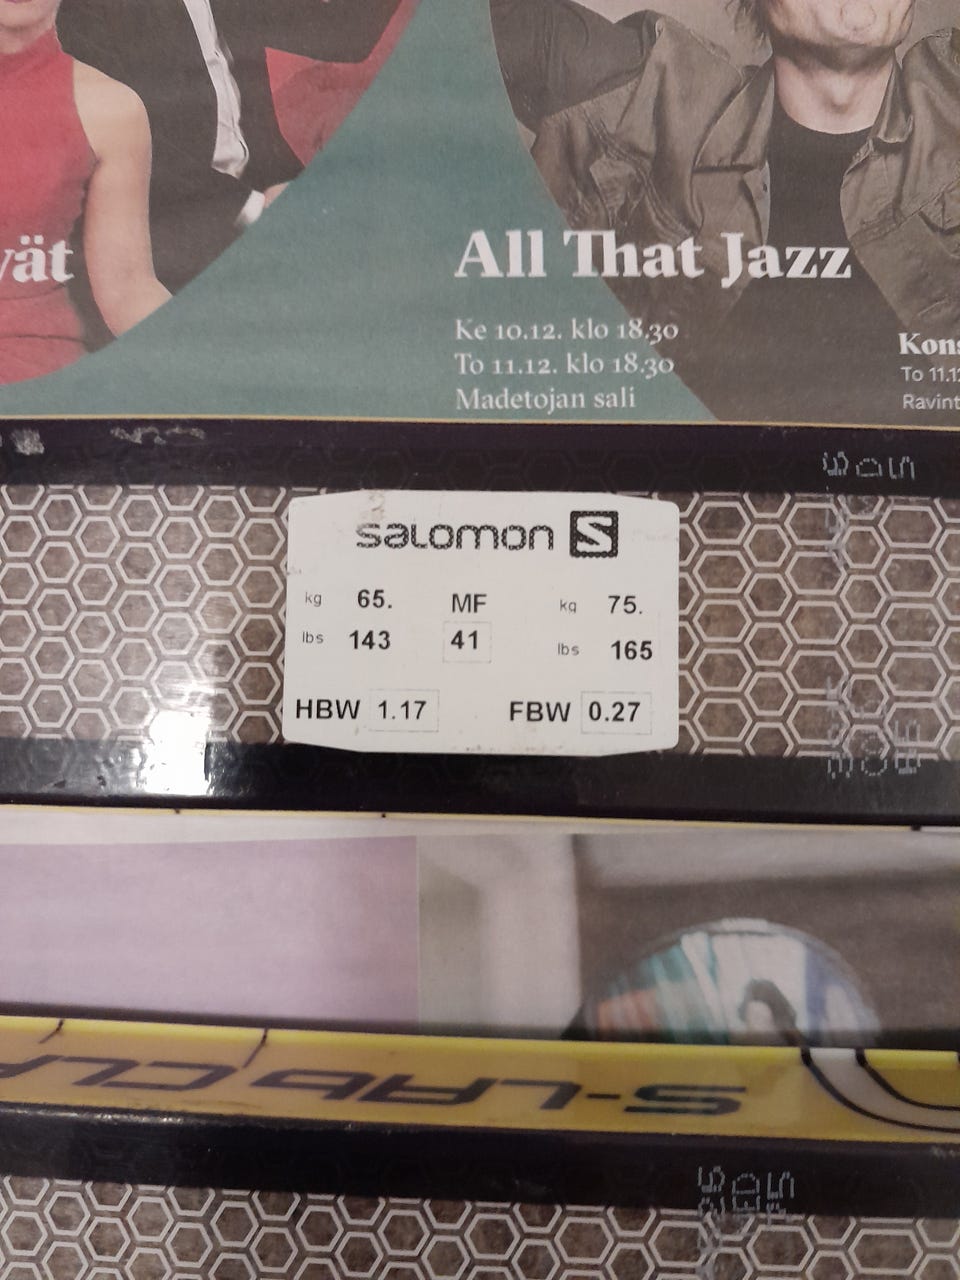 vät
All That Jazz
Ke 10.12. klo 18.30
To 11.12. klo 18.30
Madetojan sali
Kons
To 11.12
Ravint
salomon S
kg 65. MF kg 75.
lbs 143 41 lbs 165
HBW 1.17 FBW 0.27
S-LAB CLA